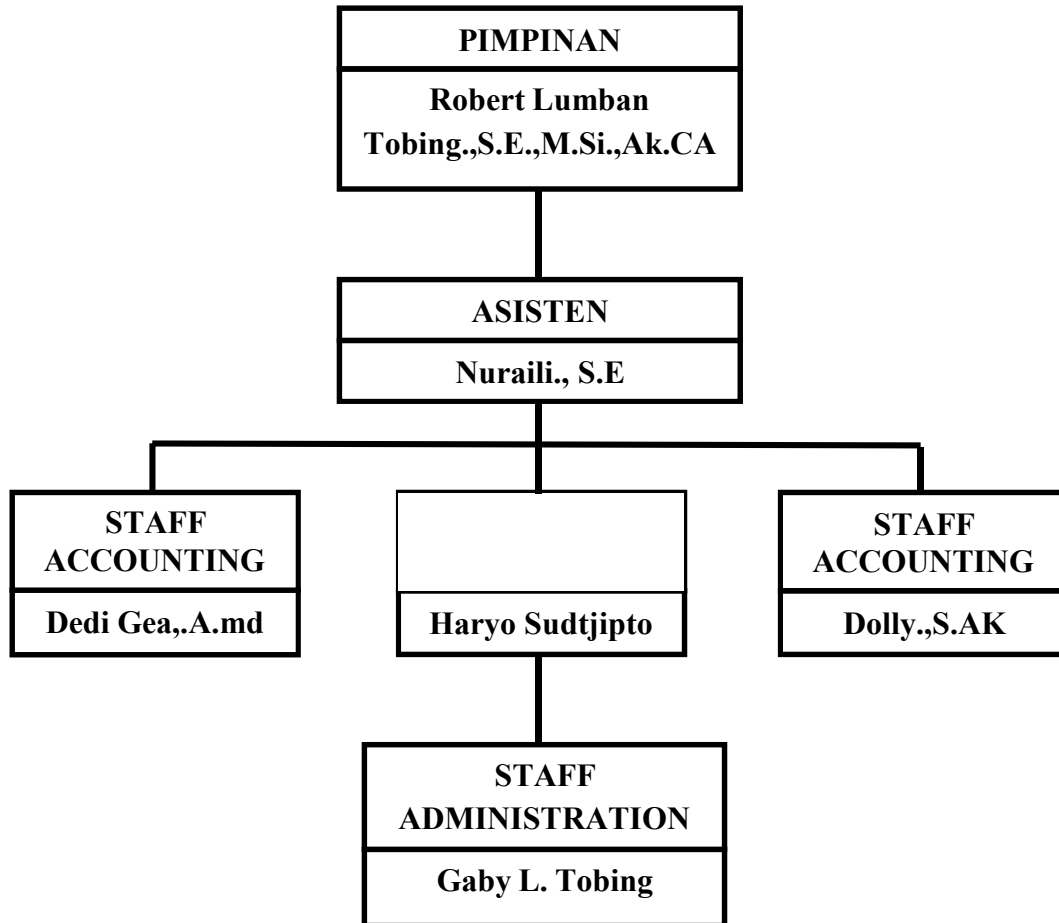 PIMPINAN
Robert Lumban
Tobing.,S.E.,M.Si.,Ak.CA
ASISTEN
Nuraili., S.E
STAFF
ACCOUNTING
Dedi Gea,.A.md
Haryo Sudtjipto
STAFF
ACCOUNTING
Dolly.,S.AK
STAFF
ADMINISTRATION
Gaby L. Tobing